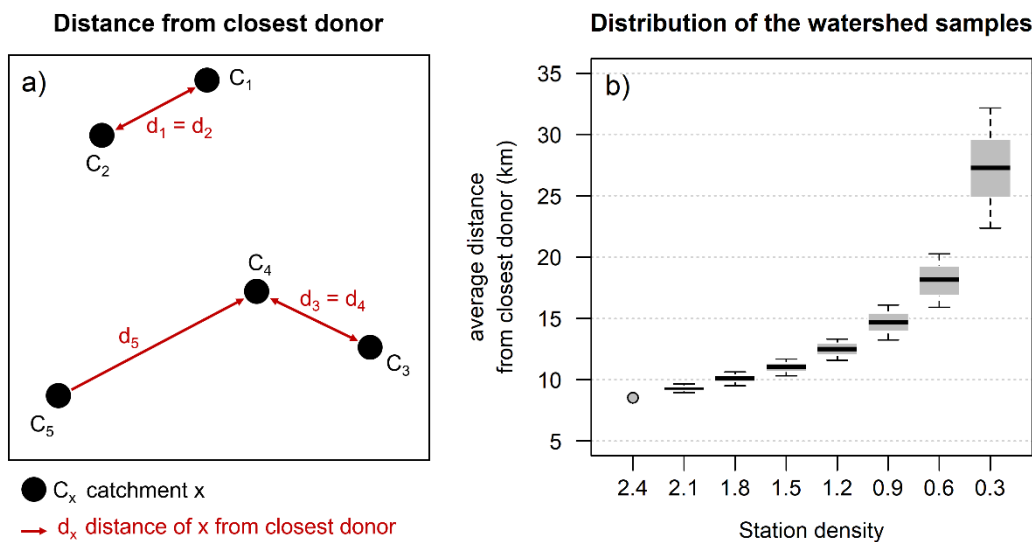 Distance from closest donor
a)
C₁
d₁ = d₂
C₂
C₄
d₃ = d₄
d₅
C₃
C₅
Cₓ catchment x
dₓ distance of x from closest donor
Distribution of the watershed samples
b)
average distance
from closest donor (km)
35
30
25
20
15
10
5
2.4 2.1 1.8 1.5 1.2 0.9 0.6 0.3
Station density